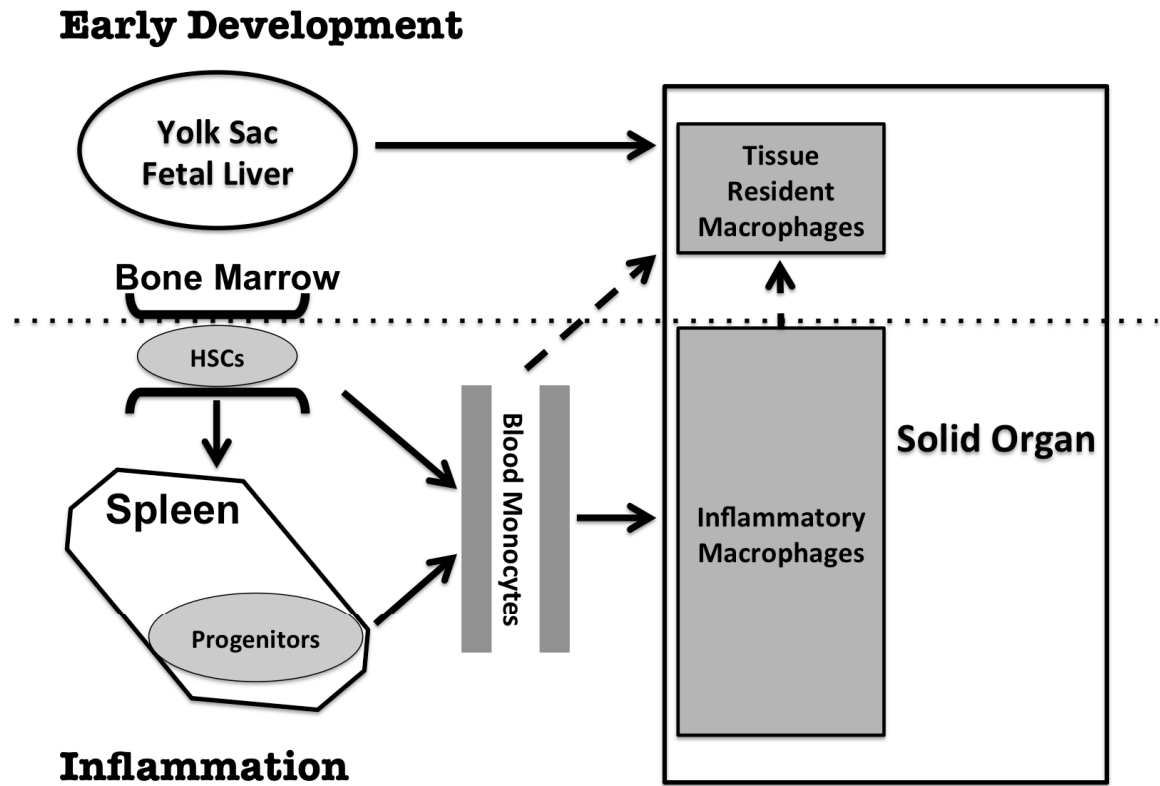 Early Development
Yolk Sac
Fetal Liver
Tissue
Resident
Macrophages
Bone Marrow
HSCs
Blood Monocytes
Solid Organ
Spleen
Inflammatory
Macrophages
Progenitors
Inflammation